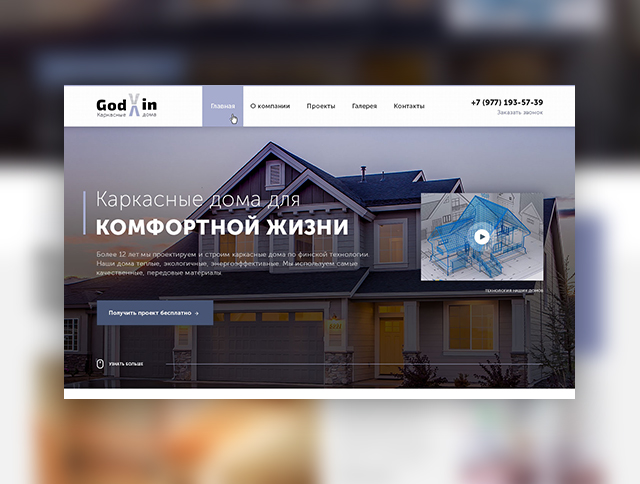 God in
Каркасные дома
Главная
О компании
Проекты
Галерея
Контакты
+7 (977) 193-57-39
Заказать звонок
Каркасные дома для
КОМФОРТНОЙ ЖИЗНИ
Более 12 лет мы проектируем и строим каркасные дома по финской технологии.
Наши дома теплые, экологичные, энергоэффективные. Мы используем самые
качественные, передовые материалы.
ТЕХНОЛОГИЯ НАШИХ ДОМОВ
Получить проект бесплатно →
УЗНАТЬ БОЛЬШЕ